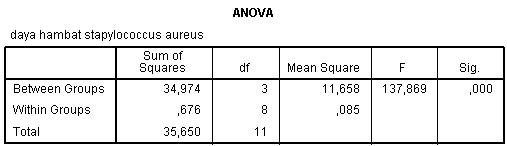 ANOVA
daya hambat stapylococcus aureus
Sum of Squares df Mean Square F Sig.
Between Groups 34,974 3 11,658 137,869 ,000
Within Groups ,676 8 ,085
Total 35,650 11